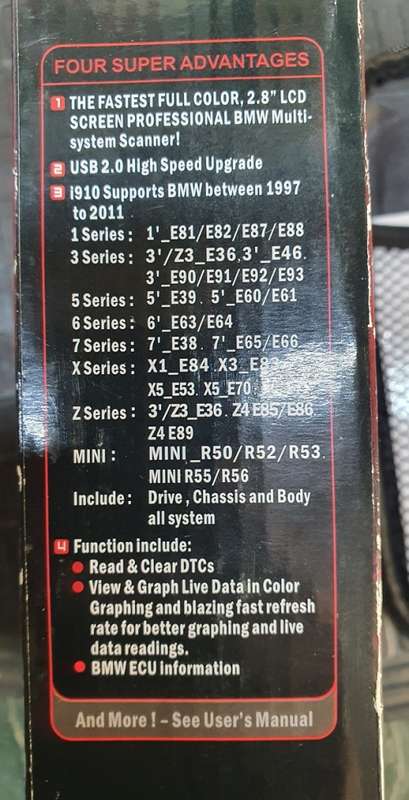 FOUR SUPER ADVANTAGES
1 THE FASTEST FULL COLOR, 2.8” LCD
SCREEN PROFESSIONAL BMW Multi-
system Scanner!
2 USB 2.0 High Speed Upgrade
3 i910 Supports BMW between 1997
to 2011
1 Series : 1'_E81/E82/E87/E88
3 Series : 3'/Z3_E36.3'_E46.
3'_E90/E91/E92/E93
5 Series : 5'_E39 . 5'_E60/E61
6 Series : 6'_E63/E64
7 Series : 7'_E38. 7'_E65/E66
X Series : X1_E84 . X3_
X5_E53. X5_E70
Z Series : 3'/Z3_E36. Z4 E85/E86
Z4 E89
MINI : MINI _R50/R52/R53.
MINI R55/R56
Include : Drive , Chassis and Body
all system
4 Function include:
● Read & Clear DTCs
● View & Graph Live Data in Color
Graphing and blazing fast refresh
rate for better graphing and live
data readings.
● BMW ECU information
And More ! – See User's Manual